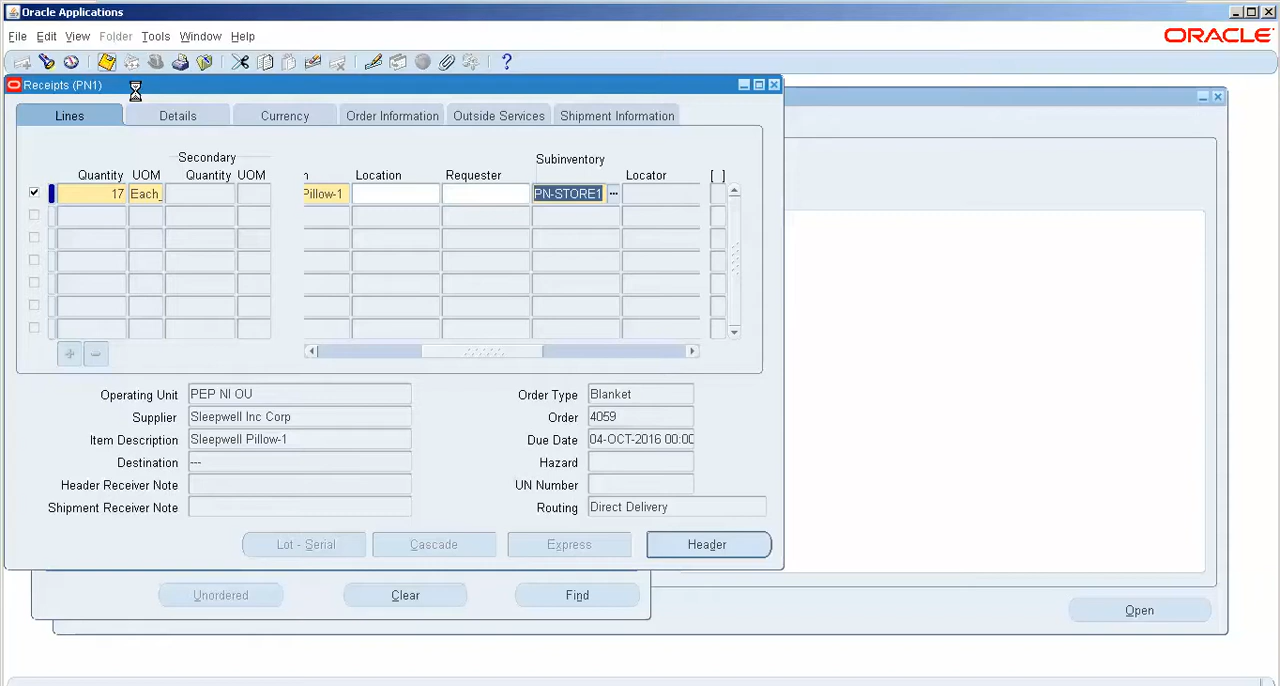 Oracle Applications
File Edit View Folder Tools Window Help
ORACLE
Receipts (PN1)
Lines Details Currency Order Information Outside Services Shipment Information
Secondary Subinventory
Quantity UOM Quantity UOM n Location Requester Locator [ ]
17 Each_ Pillow-1 PN-STORE1 ...
Operating Unit PEP NI OU Order Type Blanket
Supplier Sleepwell Inc Corp Order 4059
Item Description Sleepwell Pillow-1 Due Date 04-OCT-2016 00:00
Destination --- Hazard
Header Receiver Note UN Number
Shipment Receiver Note Routing Direct Delivery
Lot - Serial Cascade Express Header
Unordered Clear Find
Open